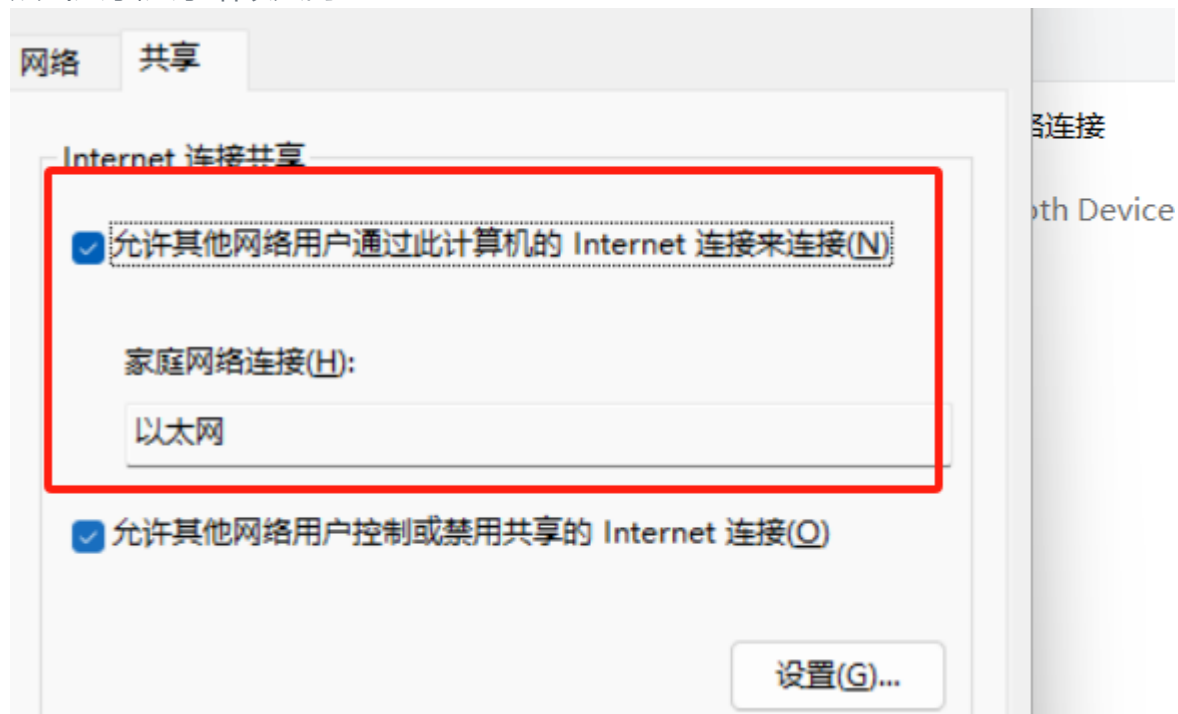 网络
共享
Internet 连接共享
允许其他网络用户通过此计算机的 Internet 连接来连接(N)
家庭网络连接(H):
以太网
允许其他网络用户控制或禁用共享的 Internet 连接(O)
设置(G)...
络连接
oth Device